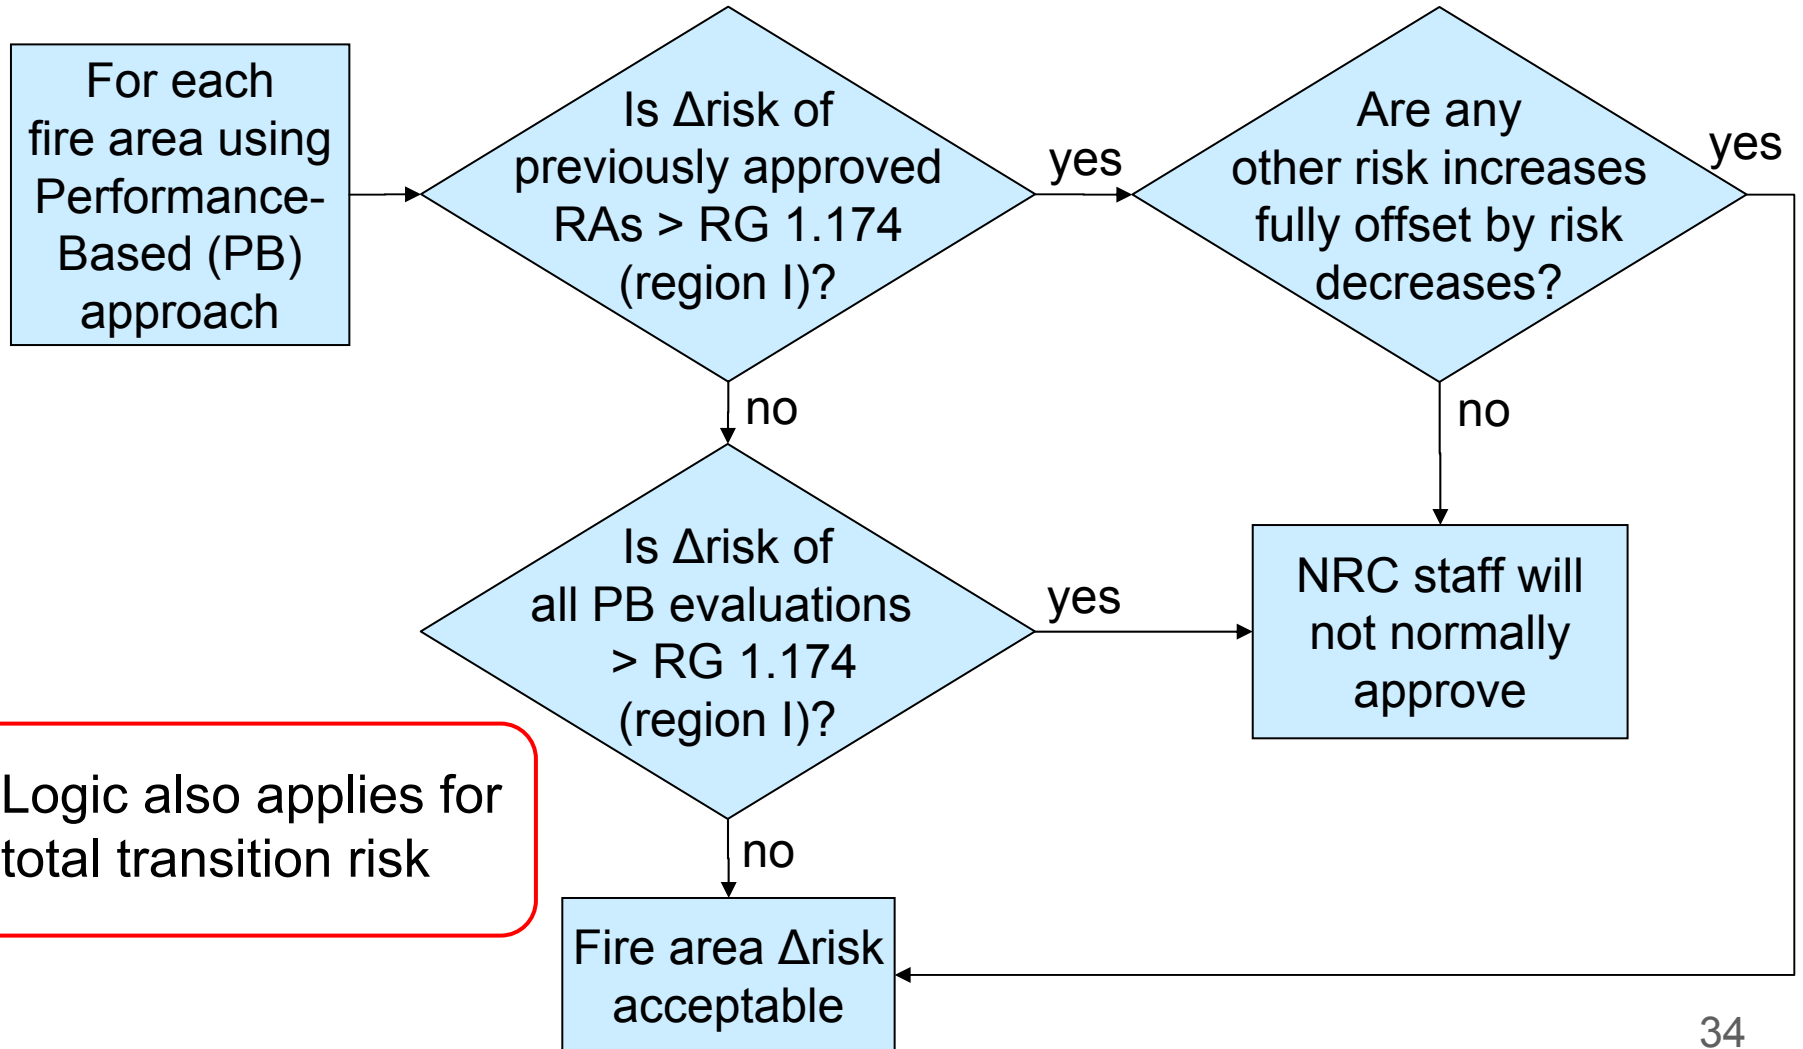 For each
fire area using
Performance-
Based (PB)
approach
Is Δrisk of
previously approved
RAs > RG 1.174
(region I)?
yes
Are any
other risk increases
fully offset by risk
decreases?
yes
no
no
Is Δrisk of
all PB evaluations
> RG 1.174
(region I)?
yes
NRC staff will
not normally
approve
Logic also applies for
total transition risk
no
Fire area Δrisk
acceptable
34